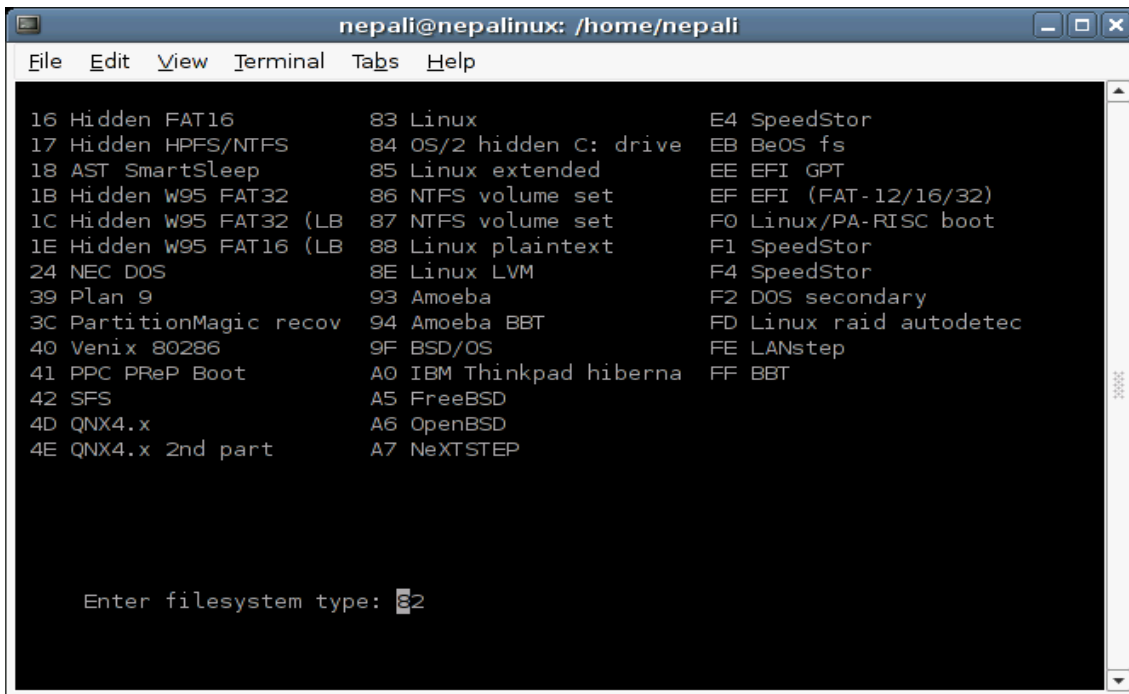 nepali@nepalinux: /home/nepali
File Edit View Terminal Tabs Help
16 Hidden FAT16 83 Linux E4 SpeedStor
17 Hidden HPFS/NTFS 84 OS/2 hidden C: drive EB BeOS fs
18 AST SmartSleep 85 Linux extended EE EFI GPT
1B Hidden W95 FAT32 86 NTFS volume set EF EFI (FAT-12/16/32)
1C Hidden W95 FAT32 (LB 87 NTFS volume set F0 Linux/PA-RISC boot
1E Hidden W95 FAT16 (LB 88 Linux plaintext F1 SpeedStor
24 NEC DOS 8E Linux LVM F4 SpeedStor
39 Plan 9 93 Amoeba F2 DOS secondary
3C PartitionMagic recov 94 Amoeba BBT FD Linux raid autodetec
40 Venix 80286 9F BSD/OS FE LANstep
41 PPC PReP Boot A0 IBM Thinkpad hiberna FF BBT
42 SFS A5 FreeBSD
4D QNX4.x A6 OpenBSD
4E QNX4.x 2nd part A7 NeXTSTEP
Enter filesystem type: 82